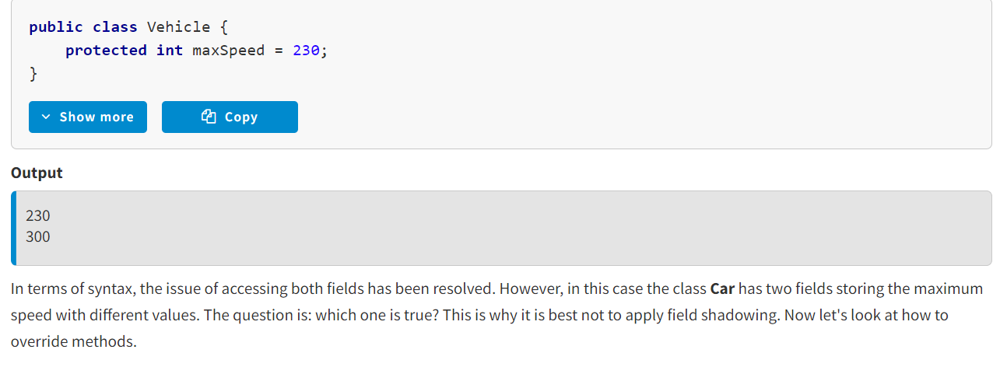 public class Vehicle {
    protected int maxSpeed = 230;
}
Show more
Copy
Output
230
300
In terms of syntax, the issue of accessing both fields has been resolved. However, in this case the class Car has two fields storing the maximum
speed with different values. The question is: which one is true? This is why it is best not to apply field shadowing. Now let's look at how to
override methods.